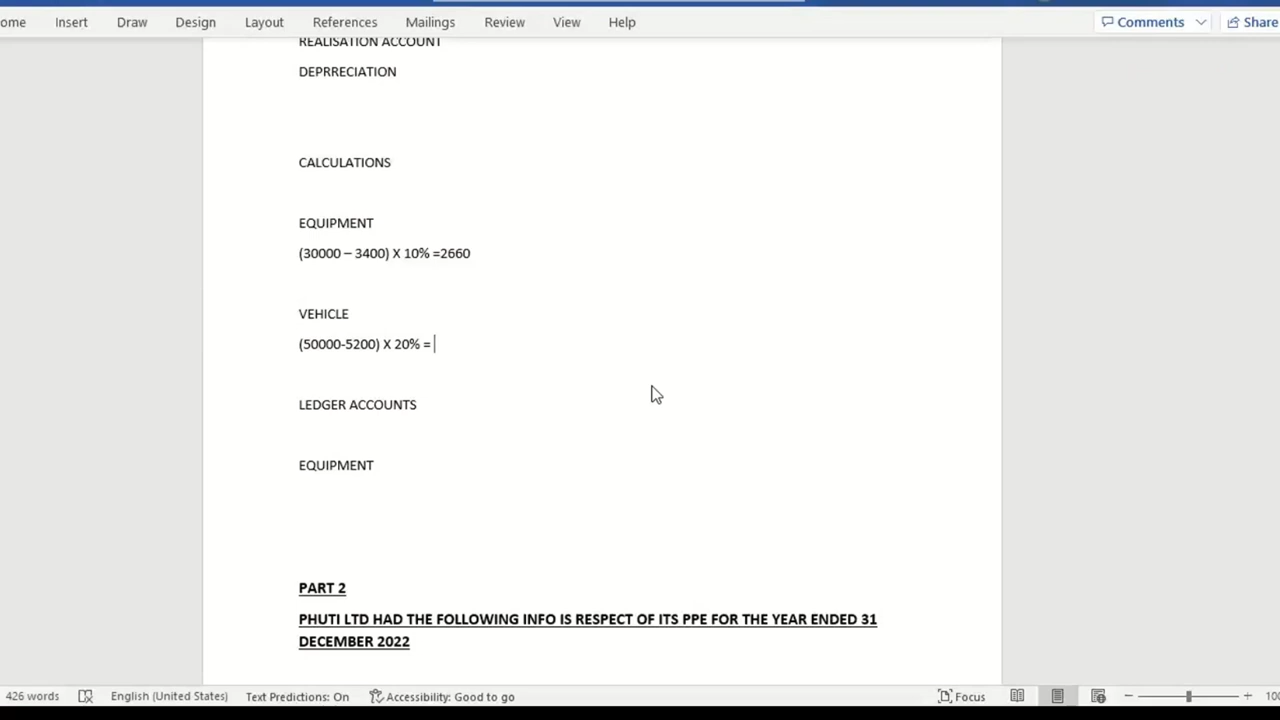 ome Insert Draw Design Layout References Mailings Review View Help Comments Share
REALISATION ACCOUNT
DEPRRECIATION
CALCULATIONS
EQUIPMENT
(30000 – 3400) X 10% =2660
VEHICLE
(50000-5200) X 20% =
LEDGER ACCOUNTS
EQUIPMENT
PART 2
PHUTI LTD HAD THE FOLLOWING INFO IS RESPECT OF ITS PPE FOR THE YEAR ENDED 31
DECEMBER 2022
426 words English (United States) Text Predictions: On Accessibility: Good to go Focus 100